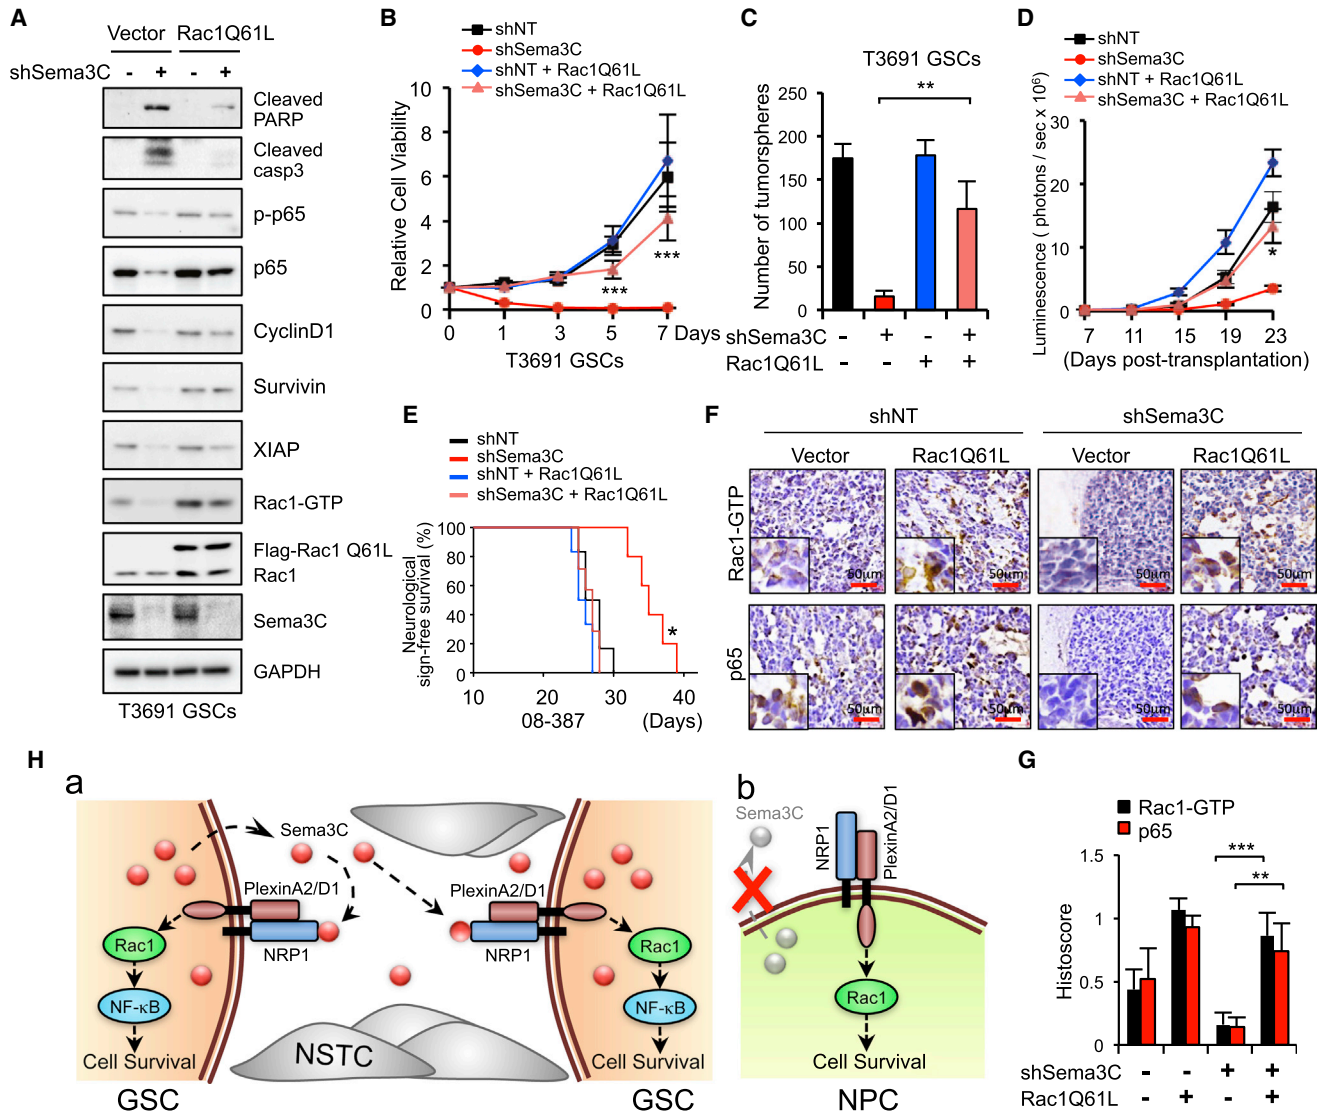 A
Vector Rac1Q61L
shSema3C - + - +
Cleaved
PARP
Cleaved
casp3
p-p65
p65
CyclinD1
Survivin
XIAP
Rac1-GTP
Flag-Rac1 Q61L
Rac1
Sema3C
GAPDH
T3691 GSCs
B
shNT
shSema3C
shNT + Rac1Q61L
shSema3C + Rac1Q61L
Relative Cell Viability
10
8
6
4
2
0
***
***
0 1 3 5 7 Days
T3691 GSCs
C
T3691 GSCs
Number of tumorspheres
250
200
150
100
50
0
**
shSema3C - + - +
Rac1Q61L - - + +
D
shNT
shSema3C
shNT + Rac1Q61L
shSema3C + Rac1Q61L
Luminescence ( photons / sec x 10⁶)
30
20
10
0
*
7 11 15 19 23
(Days post-transplantation)
E
shNT
shSema3C
shNT + Rac1Q61L
shSema3C + Rac1Q61L
Neurological
sign-free survival (%)
100
80
60
40
20
0
*
10 20 30 40
08-387 (Days)
F
shNT shSema3C
Vector Rac1Q61L Vector Rac1Q61L
Rac1-GTP
50µm 50µm 50µm 50µm
p65
50µm 50µm 50µm 50µm
H
a
Sema3C
PlexinA2/D1 PlexinA2/D1
NRP1 NRP1
Rac1 Rac1
NF-κB NF-κB
Cell Survival Cell Survival
NSTC
GSC GSC
b
Sema3C
NRP1
PlexinA2/D1
Rac1
Cell Survival
NPC
G
Rac1-GTP
p65
Histoscore
1.5
1
0.5
0
***
**
shSema3C - - + +
Rac1Q61L - + - +